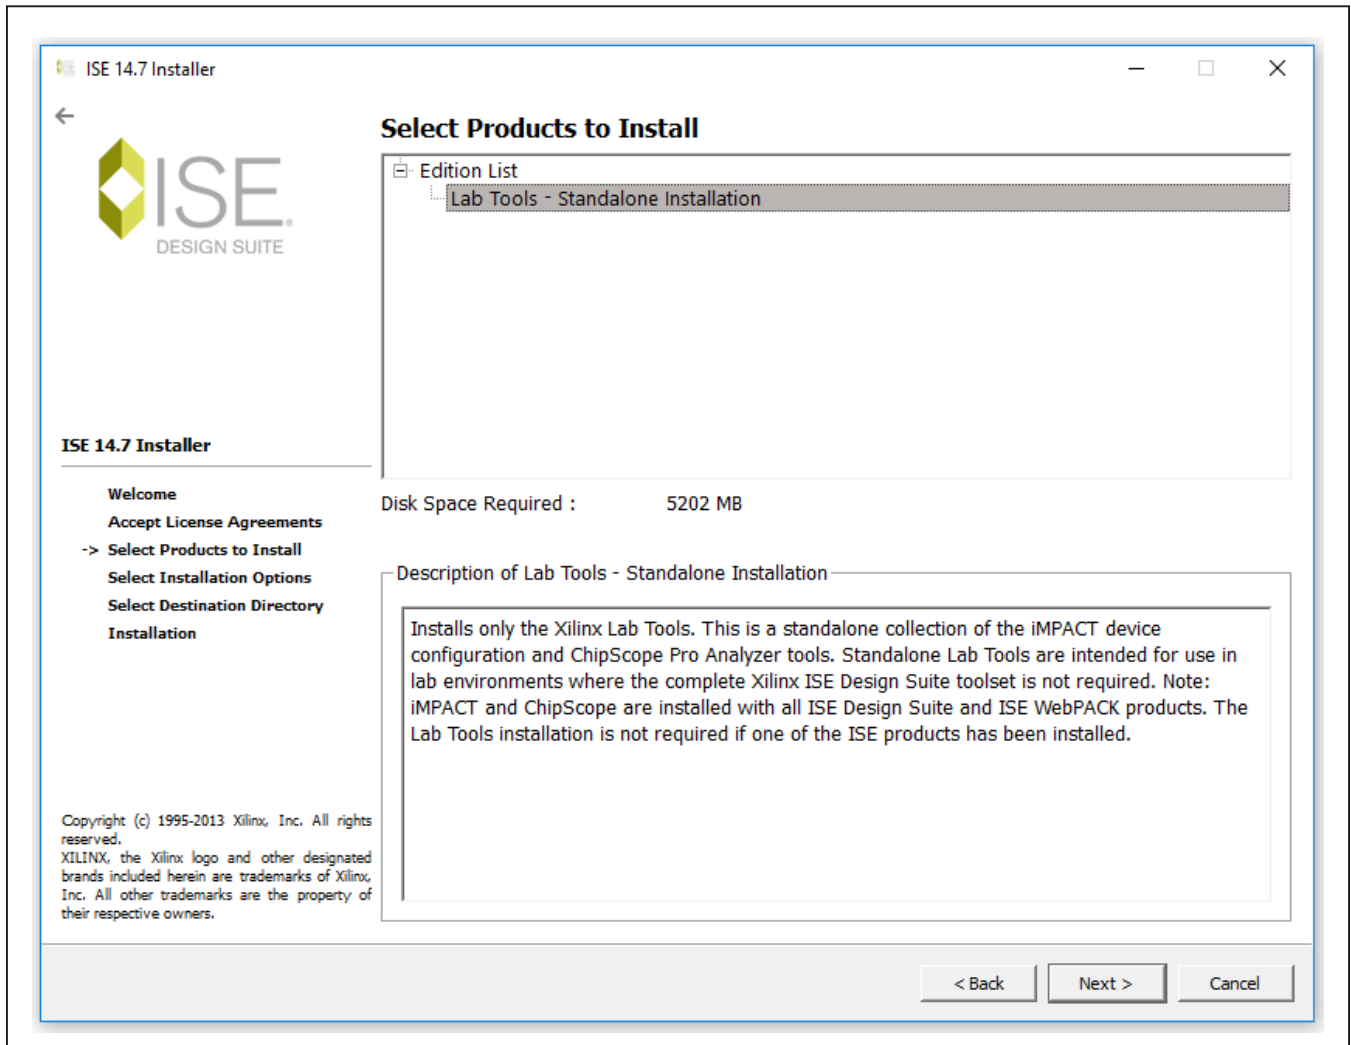 ISE 14.7 Installer
ISE.
DESIGN SUITE
ISE 14.7 Installer
Welcome
Accept License Agreements
-> Select Products to Install
Select Installation Options
Select Destination Directory
Installation
Copyright (c) 1995-2013 Xilinx, Inc. All rights
reserved.
XILINX, the Xilinx logo and other designated
brands included herein are trademarks of Xilinx,
Inc. All other trademarks are the property of
their respective owners.
Select Products to Install
Edition List
Lab Tools - Standalone Installation
Disk Space Required : 5202 MB
Description of Lab Tools - Standalone Installation
Installs only the Xilinx Lab Tools. This is a standalone collection of the iMPACT device
configuration and ChipScope Pro Analyzer tools. Standalone Lab Tools are intended for use in
lab environments where the complete Xilinx ISE Design Suite toolset is not required. Note:
iMPACT and ChipScope are installed with all ISE Design Suite and ISE WebPACK products. The
Lab Tools installation is not required if one of the ISE products has been installed.
< Back
Next >
Cancel